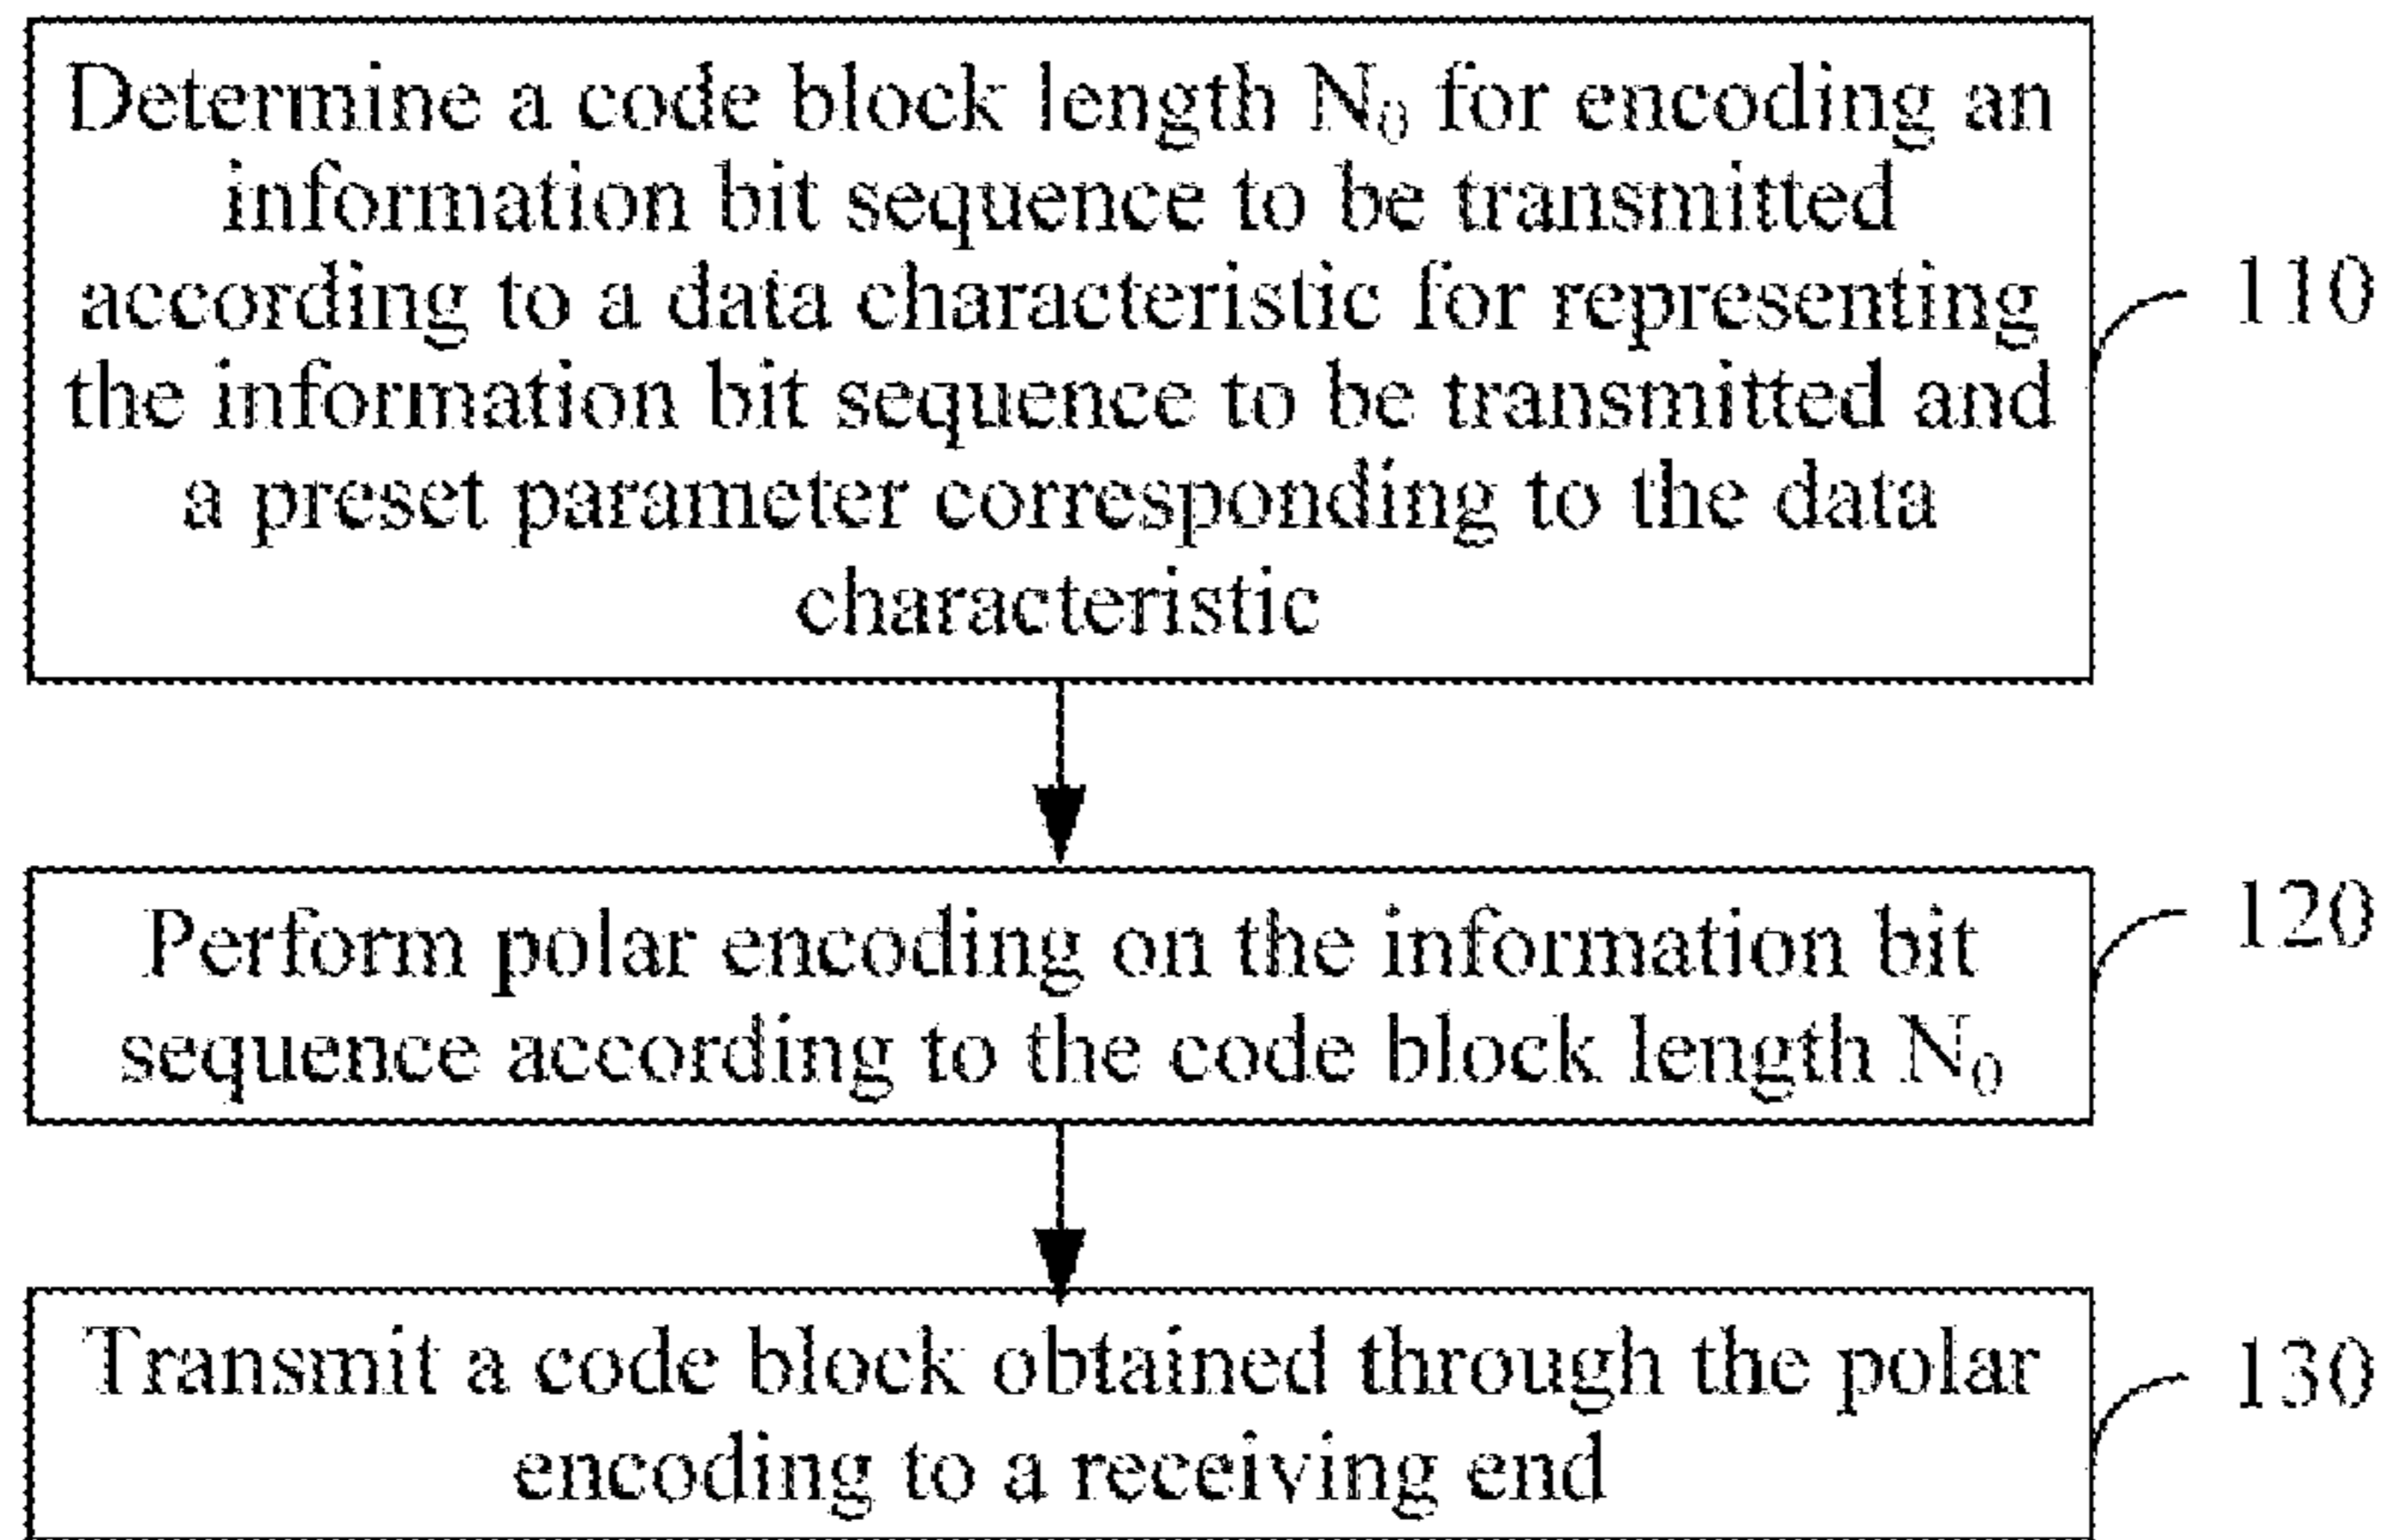 Determine a code block length N₀ for encoding an
information bit sequence to be transmitted
according to a data characteristic for representing
the information bit sequence to be transmitted and
a preset parameter corresponding to the data
characteristic
110
Perform polar encoding on the information bit
sequence according to the code block length N₀
120
Transmit a code block obtained through the polar
encoding to a receiving end
130